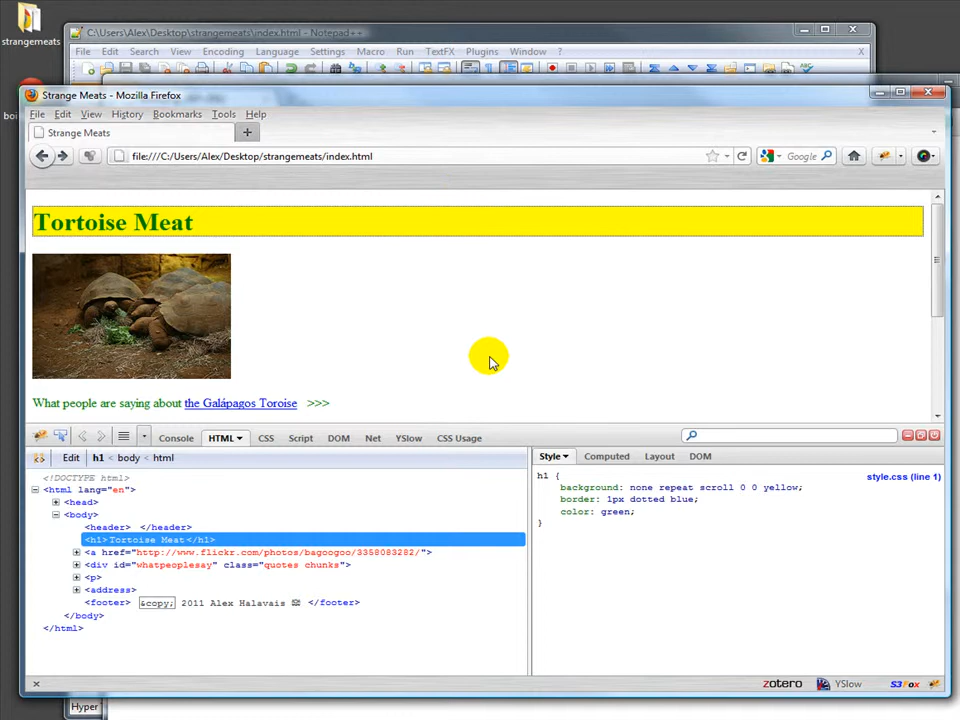 strangemeats
C:\Users\Alex\Desktop\strangemeats\index.html - Notepad++
File Edit Search View Encoding Language Settings Macro Run TextFX Plugins Window ? X
Strange Meats - Mozilla Firefox
boi
File Edit View History Bookmarks Tools Help
Strange Meats
file:///C:/Users/Alex/Desktop/strangemeats/index.html Google
Tortoise Meat
What people are saying about the Galápagos Toroise >>>
Console HTML CSS Script DOM Net YSlow CSS Usage
Edit h1 < body < html
Style Computed Layout DOM
<!DOCTYPE html>
<html lang="en">
<head>
<body>
<header> </header>
<h1>Tortoise Meat</h1>
<a href="http://www.flickr.com/photos/bagoogoo/3358083282/">
<div id="whatpeoplesay" class="quotes chunks">
<p>
<address>
<footer> &copy; 2011 Alex Halavais </footer>
</body>
</html>
h1 { style.css (line 1)
background: none repeat scroll 0 0 yellow;
border: 1px dotted blue;
color: green;
}
zotero YSlow S3Fox
Hyper